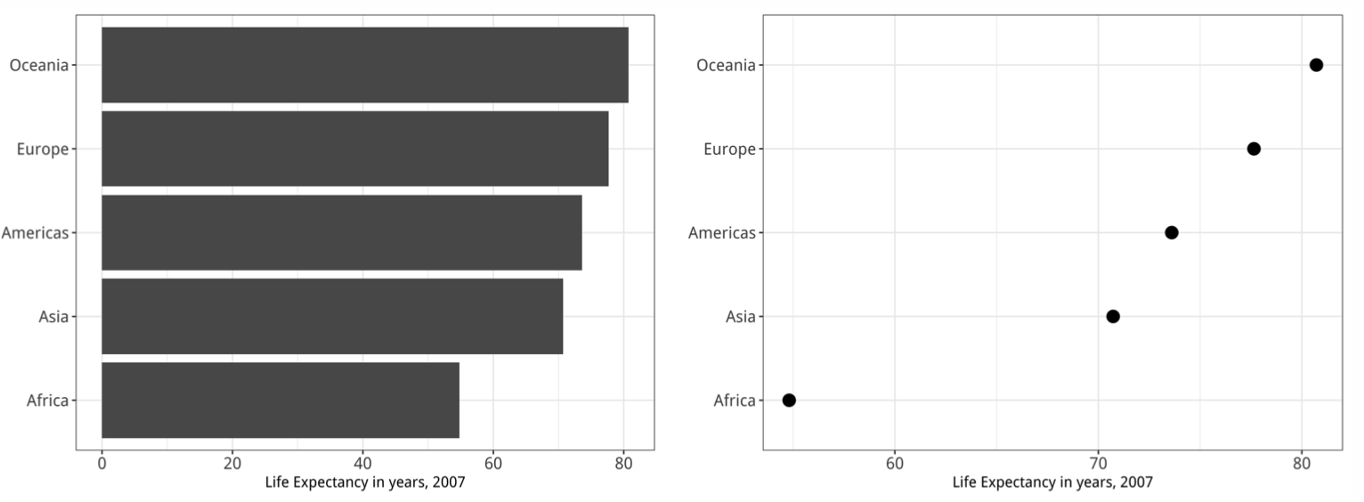 Oceania
Europe
Americas
Asia
Africa
0 20 40 60 80
Life Expectancy in years, 2007
Oceania
Europe
Americas
Asia
Africa
60 70 80
Life Expectancy in years, 2007